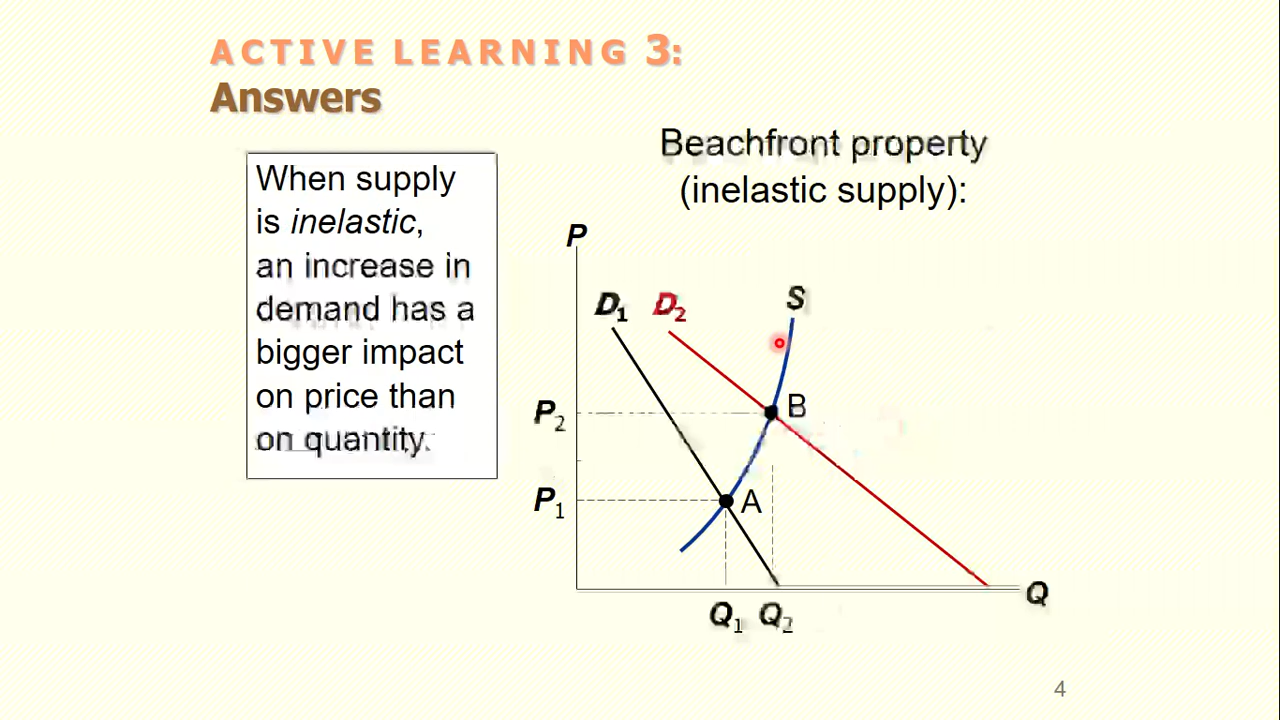 ACTIVE LEARNING 3:
Answers
When supply
is inelastic,
an increase in
demand has a
bigger impact
on price than
on quantity.
Beachfront property
(inelastic supply):
P
D1
D2
S
P2
B
P1
A
Q
Q1
Q2
4